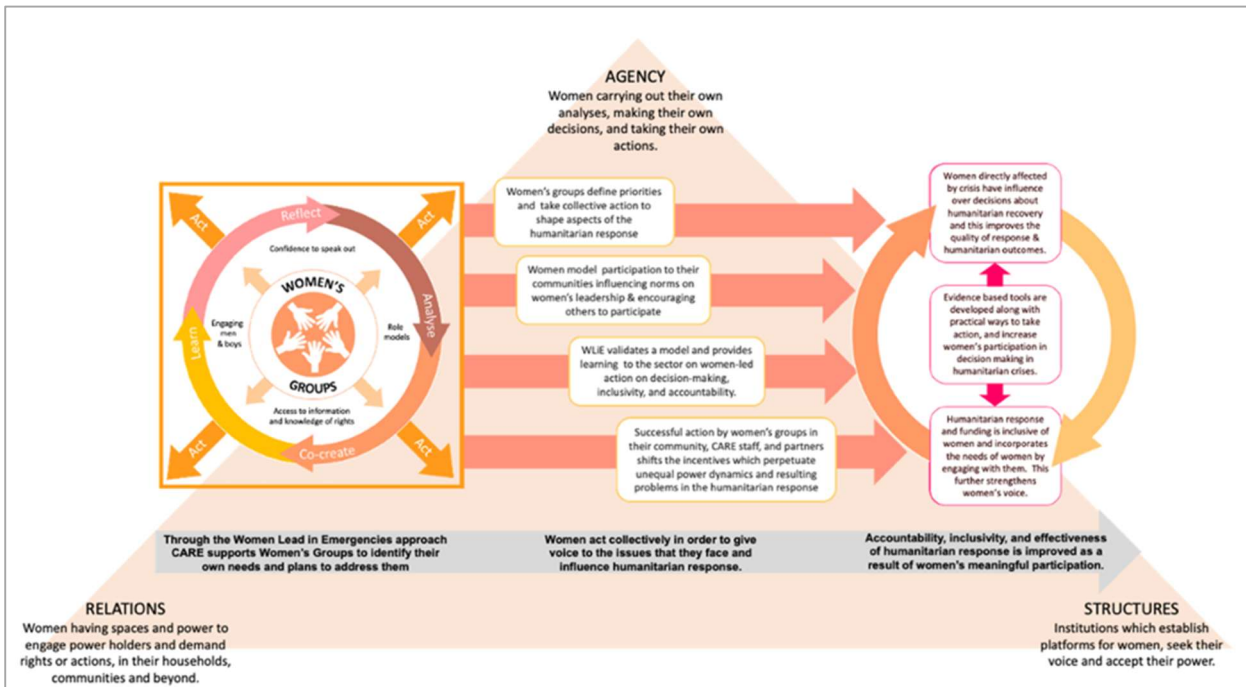 AGENCY
Women carrying out their own
analyses, making their own
decisions, and taking their own
actions.
Act
Act
Reflect
Confidence to speak out
WOMEN'S
GROUPS
Engaging
men
& boys
Role
models
Analyse
Learn
Access to information
and knowledge of rights
Co-create
Act
Act
Women's groups define priorities
and take collective action to
shape aspects of the
humanitarian response
Women model participation to their
communities influencing norms on
women's leadership & encouraging
others to participate
WLiE validates a model and provides
learning to the sector on women-led
action on decision-making,
inclusivity, and accountability.
Successful action by women's groups in
their community, CARE staff, and partners
shifts the incentives which perpetuate
unequal power dynamics and resulting
problems in the humanitarian response
Women directly
affected by
crisis have influence
over decisions about
humanitarian recovery
and this improves the
quality of response &
humanitarian outcomes.
Evidence based tools are
developed along with
practical ways to take
action, and increase
women's participation in
decision making in
humanitarian crises.
Humanitarian response
and funding is inclusive of
women and incorporates
the needs of women by
engaging with them. This
further strengthens
women's voice.
Through the Women Lead in Emergencies approach
CARE supports Women's Groups to identify their
own needs and plans to address them
Women act collectively in order to give
voice to the issues that they face and
influence humanitarian response.
Accountability, inclusivity, and effectiveness
of humanitarian response is improved as a
result of women's meaningful participation.
RELATIONS
Women having spaces and power to
engage power holders and demand
rights or actions, in their households,
communities and beyond.
STRUCTURES
Institutions which establish
platforms for women, seek their
voice and accept their power.